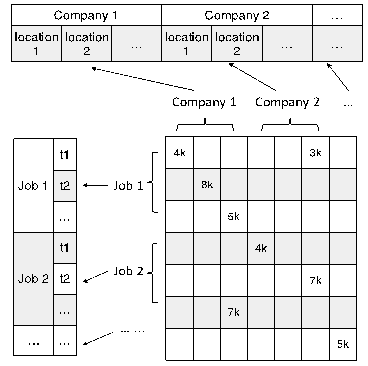 Company 1 Company 2 ...
location 1 location 2 ... location 1 location 2 ... ...
Company 1 Company 2 ...
4k 3k
Job 1 t1
t2 Job 1 8k
... 5k
Job 2 t1 4k
t2 Job 2 7k
... 7k
... ... ... ... 5k